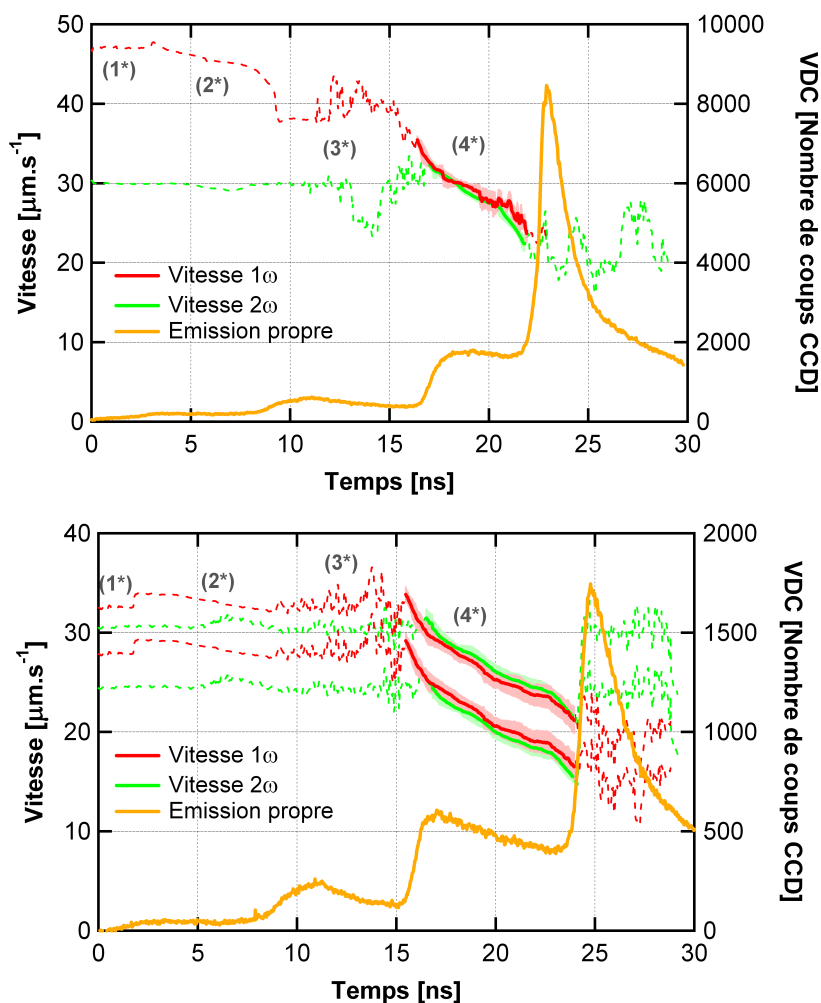 50
40
30
20
10
0
Vitesse [µm.s⁻¹]
10000
8000
6000
4000
2000
0
VDC [Nombre de coups CCD]
(1*)
(2*)
(3*)
(4*)
Vitesse 1ω
Vitesse 2ω
Emission propre
0 5 10 15 20 25 30
Temps [ns]
40
30
20
10
0
Vitesse [µm.s⁻¹]
2000
1500
1000
500
0
VDC [Nombre de coups CCD]
(1*)
(2*)
(3*)
(4*)
Vitesse 1ω
Vitesse 2ω
Emission propre
0 5 10 15 20 25 30
Temps [ns]